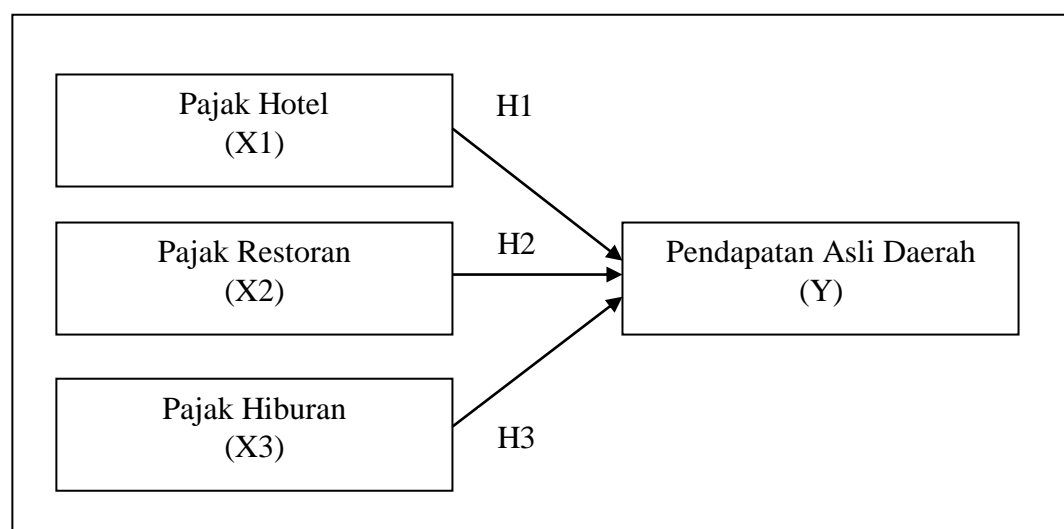 Pajak Hotel
(X1)
H1
Pajak Restoran
(X2)
H2
Pendapatan Asli Daerah
(Y)
Pajak Hiburan
(X3)
H3